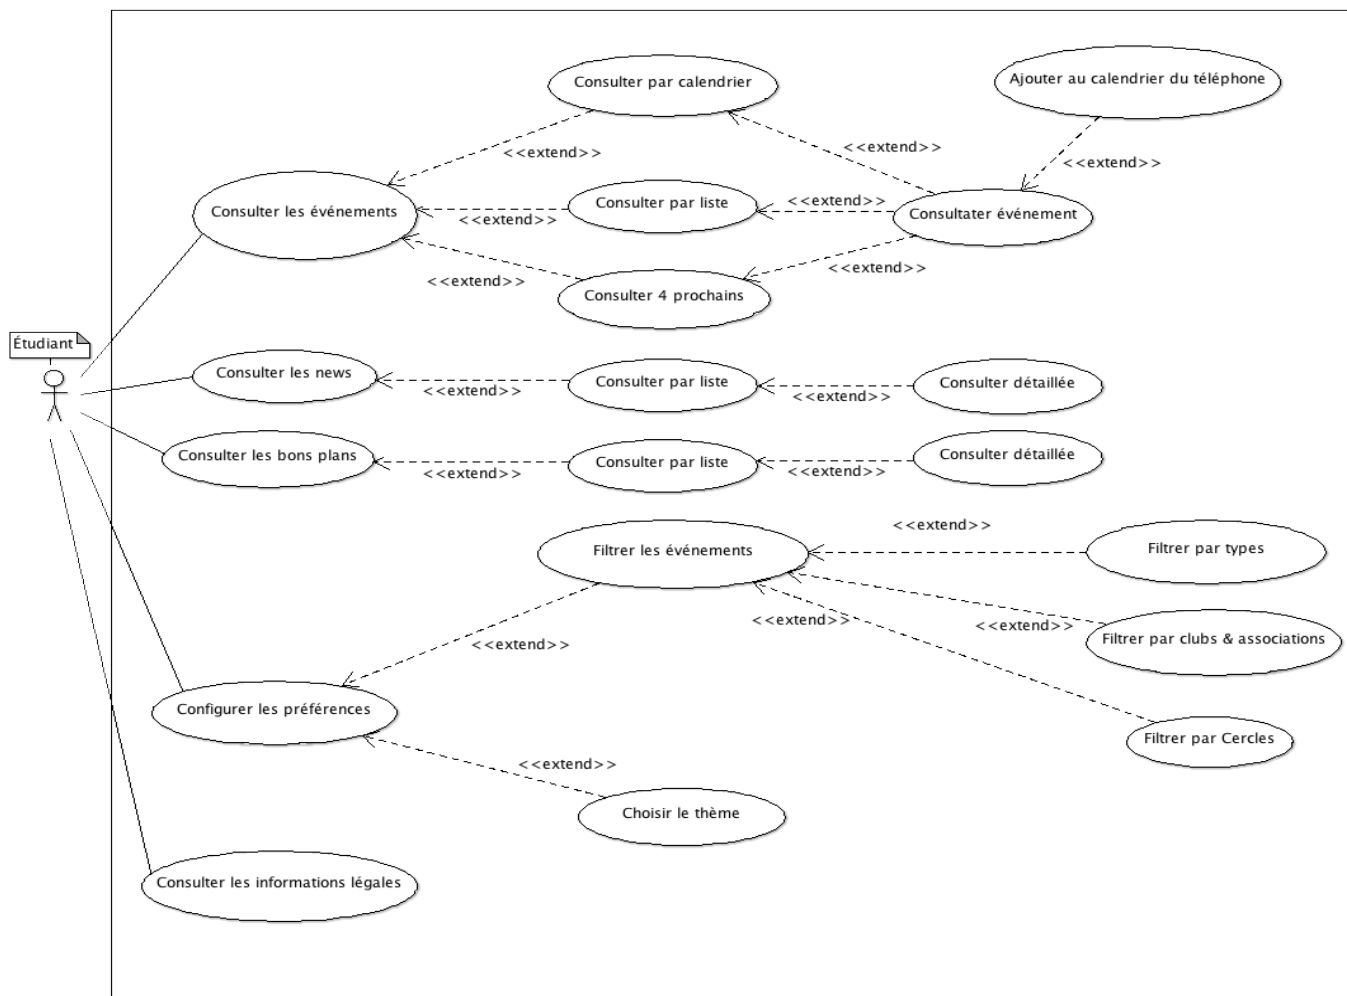 Consulter par calendrier
Ajouter au calendrier du téléphone
<<extend>>
<<extend>>
<<extend>>
Consulter les événements
Consulter par liste
<<extend>>
<<extend>>
Consultater événement
<<extend>>
<<extend>>
Consulter 4 prochains
Étudiant
Consulter les news
<<extend>>
Consulter par liste
<<extend>>
Consulter détaillée
Consulter les bons plans
<<extend>>
Consulter par liste
<<extend>>
Consulter détaillée
<<extend>>
Filtrer les événements
Filtrer par types
<<extend>>
<<extend>>
Filtrer par clubs & associations
<<extend>>
Configurer les préférences
Filtrer par Cercles
<<extend>>
Choisir le thème
Consulter les informations légales